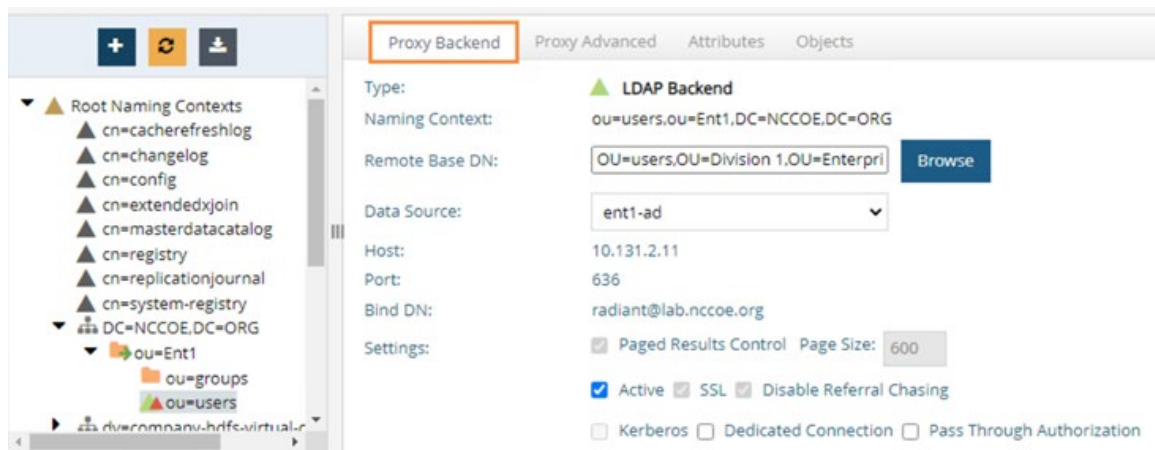 Root Naming Contexts
cn=cacherefreshlog
cn=changelog
cn=config
cn=extendedxjoin
cn=masterdatacatalog
cn=registry
cn=replicationjournal
cn=system-registry
DC=NCCOE,DC=ORG
ou=Ent1
ou=groups
ou=users
dv=company-hdfs-virtual-c
Proxy Backend Proxy Advanced Attributes Objects
Type: LDAP Backend
Naming Context: ou=users,ou=Ent1,DC=NCCOE,DC=ORG
Remote Base DN: OU=users,OU=Division 1,OU=Enterpri Browse
Data Source: ent1-ad
Host: 10.131.2.11
Port: 636
Bind DN: radiant@lab.nccoe.org
Settings: Paged Results Control Page Size: 600
Active SSL Disable Referral Chasing
Kerberos Dedicated Connection Pass Through Authorization